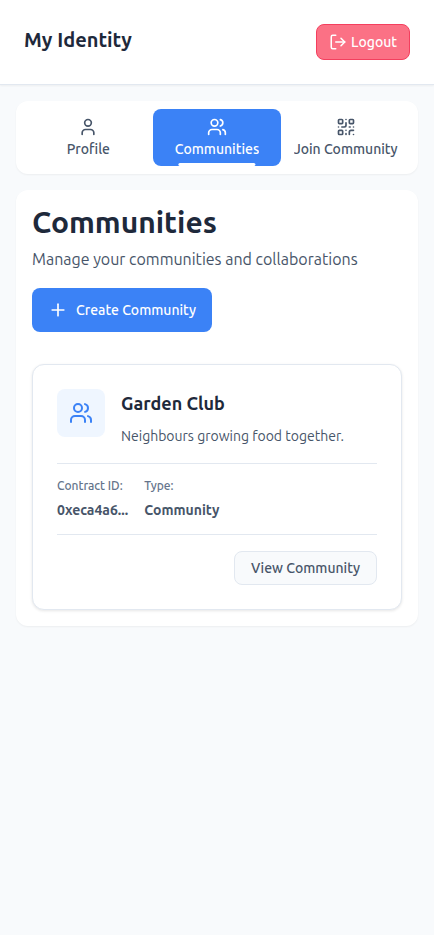 My Identity
Logout
Profile
Communities
Join Community
Communities
Manage your communities and collaborations
Create Community
Garden Club
Neighbours growing food together.
Contract ID:
Type:
0xeca4a6...
Community
View Community